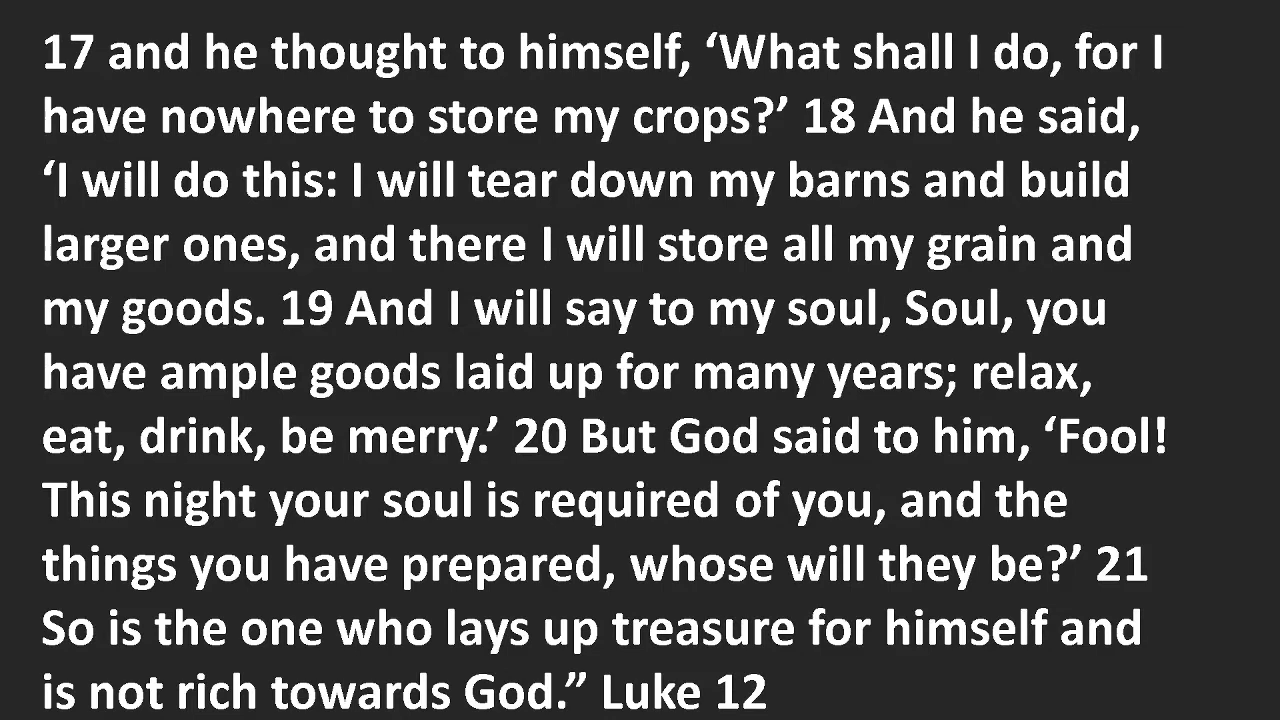 17 and he thought to himself, ‘What shall I do, for I
have nowhere to store my crops?’ 18 And he said,
‘I will do this: I will tear down my barns and build
larger ones, and there I will store all my grain and
my goods. 19 And I will say to my soul, Soul, you
have ample goods laid up for many years; relax,
eat, drink, be merry.’ 20 But God said to him, ‘Fool!
This night your soul is required of you, and the
things you have prepared, whose will they be?’ 21
So is the one who lays up treasure for himself and
is not rich towards God.” Luke 12